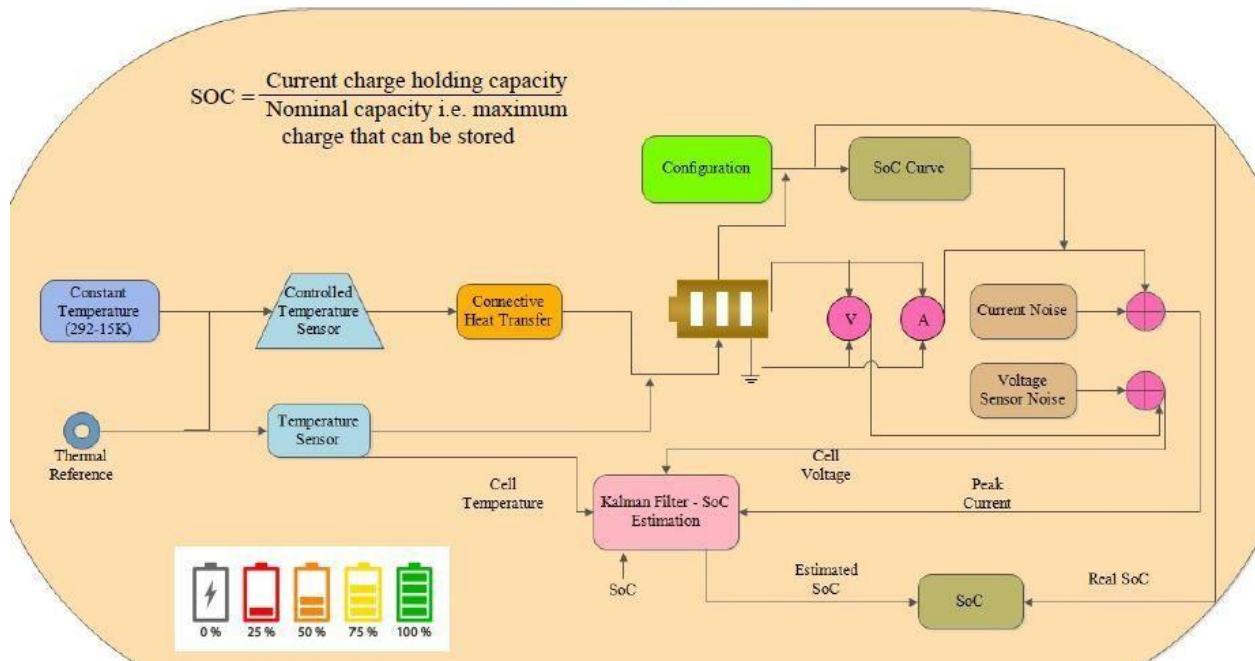 SOC = Current charge holding capacity
Nominal capacity i.e. maximum
charge that can be stored
Configuration
SoC Curve
Constant
Temperature
(292-15K)
Controlled
Temperature
Sensor
Connective
Heat Transfer
V
A
Current Noise
Voltage
Sensor Noise
Thermal
Reference
Temperature
Sensor
Cell
Temperature
Cell
Voltage
Peak
Current
Kalman Filter - SoC
Estimation
SoC
Estimated
SoC
SoC
Real SoC
0 %
25 %
50 %
75 %
100 %